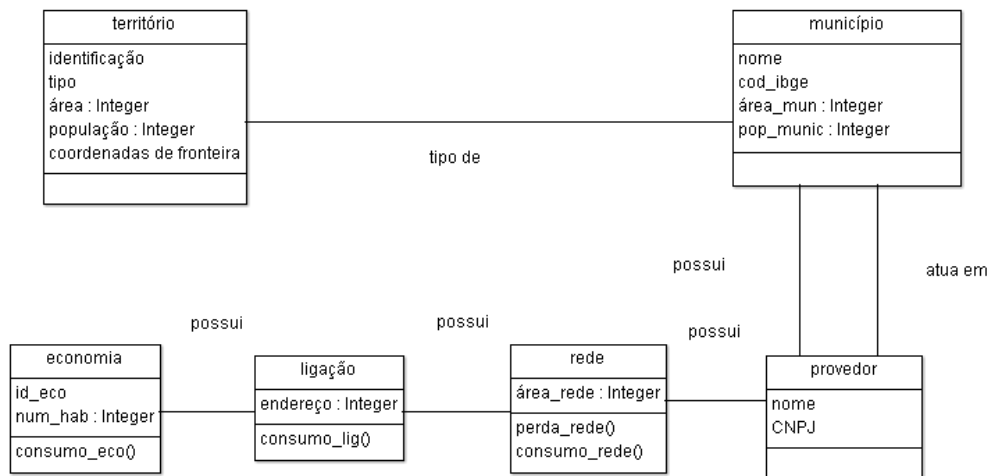 território
identificação
tipo
área : Integer
população : Integer
coordenadas de fronteira
tipo de
município
nome
cod_ibge
área_mun : Integer
pop_munic : Integer
possui
atua em
possui
possui
possui
economia
id_eco
num_hab : Integer
consumo_eco()
ligação
endereço : Integer
consumo_lig()
rede
área_rede : Integer
perda_rede()
consumo_rede()
provedor
nome
CNPJ